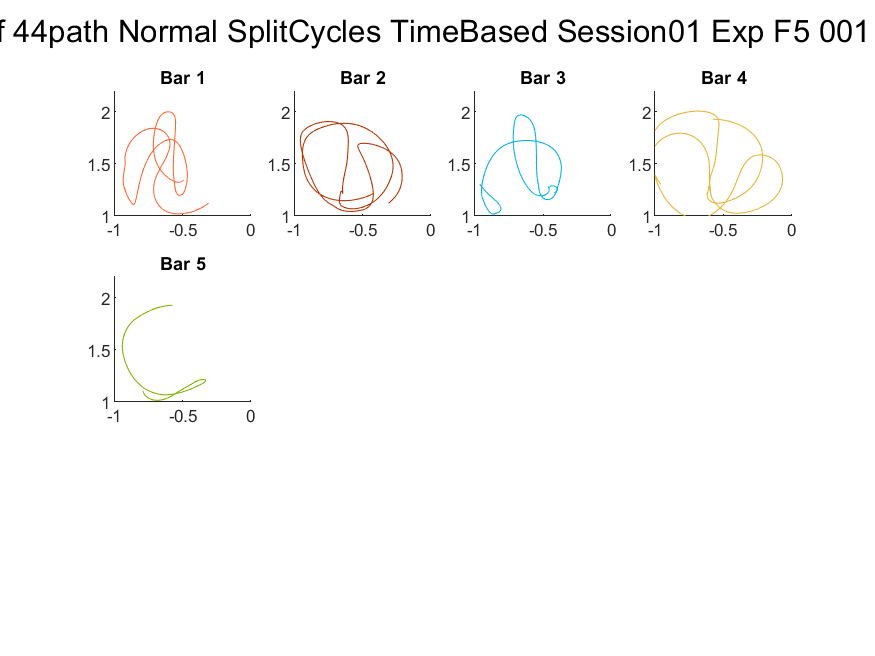 f 44path Normal SplitCycles TimeBased Session01 Exp F5 001
Bar 1 Bar 2 Bar 3 Bar 4
2 2 2 2
1.5 1.5 1.5 1.5
1 1 1 1
-1 -0.5 0 -1 -0.5 0 -1 -0.5 0 -1 -0.5 0
Bar 5
2
1.5
1
-1 -0.5 0